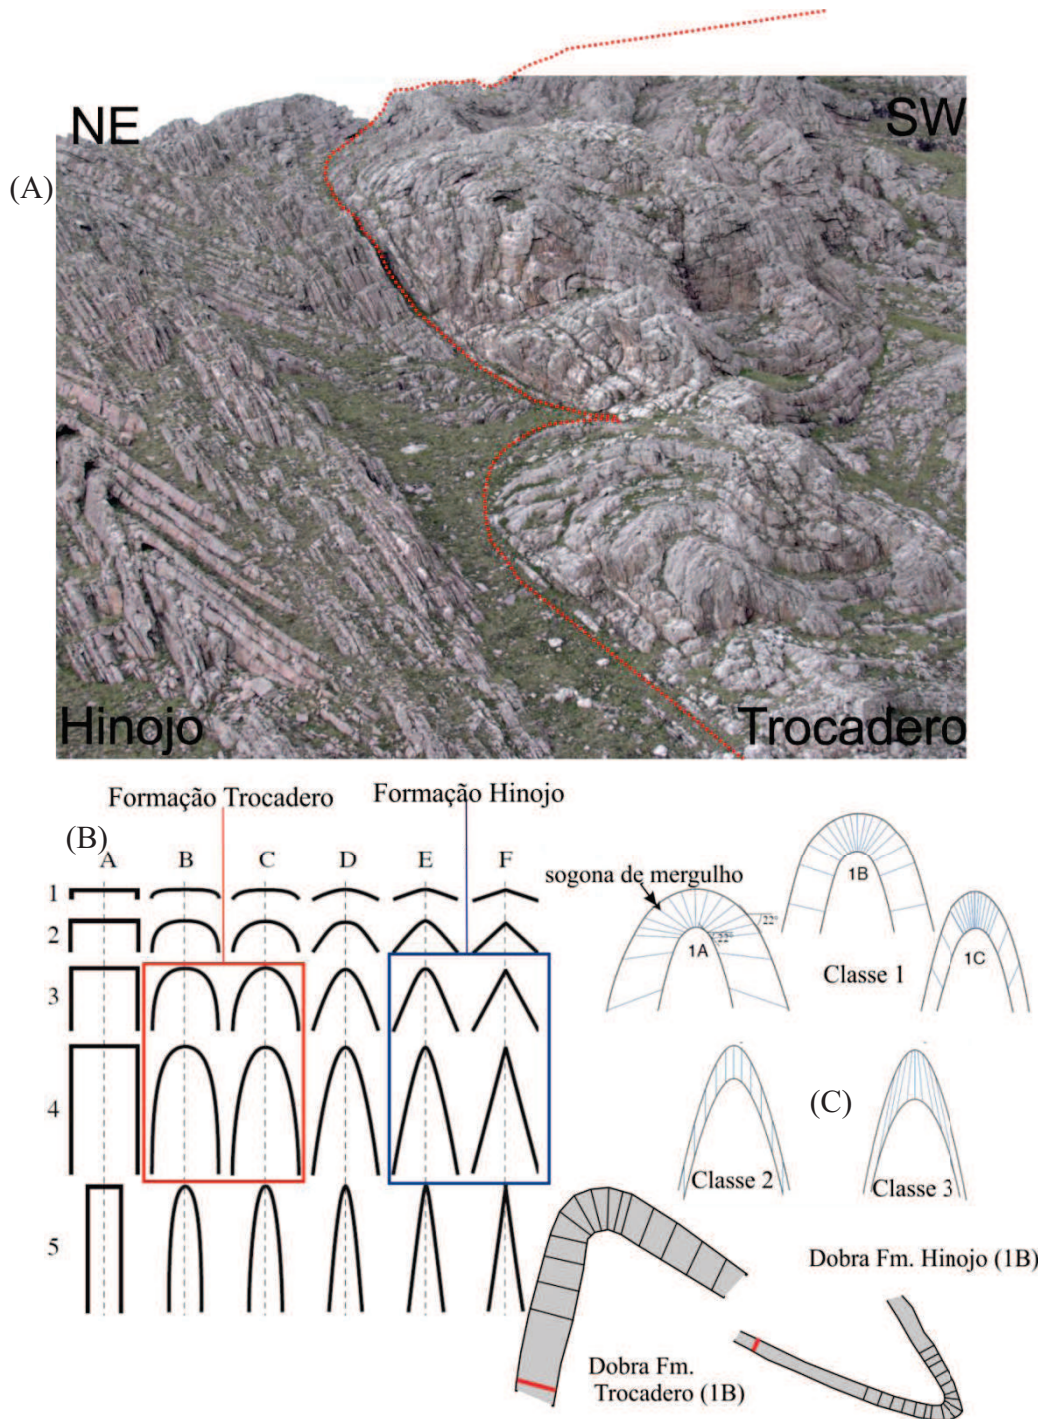 NE
SW
(A)
Hinojo
Trocadero
Formação Trocadero
Formação Hinojo
(B)
A B C D E F
1
2
3
4
5
sogona de mergulho
22°
22°
1A
1B
1C
Classe 1
(C)
Classe 2
Classe 3
Dobra Fm. Hinojo (1B)
Dobra Fm.
Trocadero (1B)